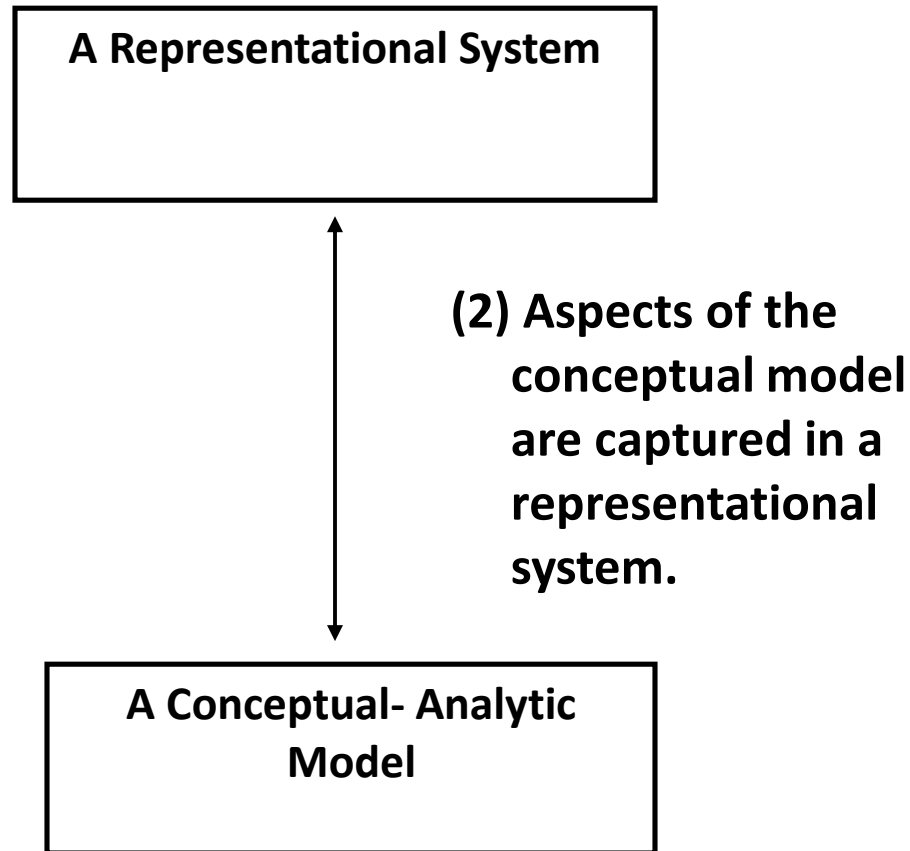 A Representational System
(2) Aspects of the
conceptual model
are captured in a
representational
system.
A Conceptual- Analytic
Model